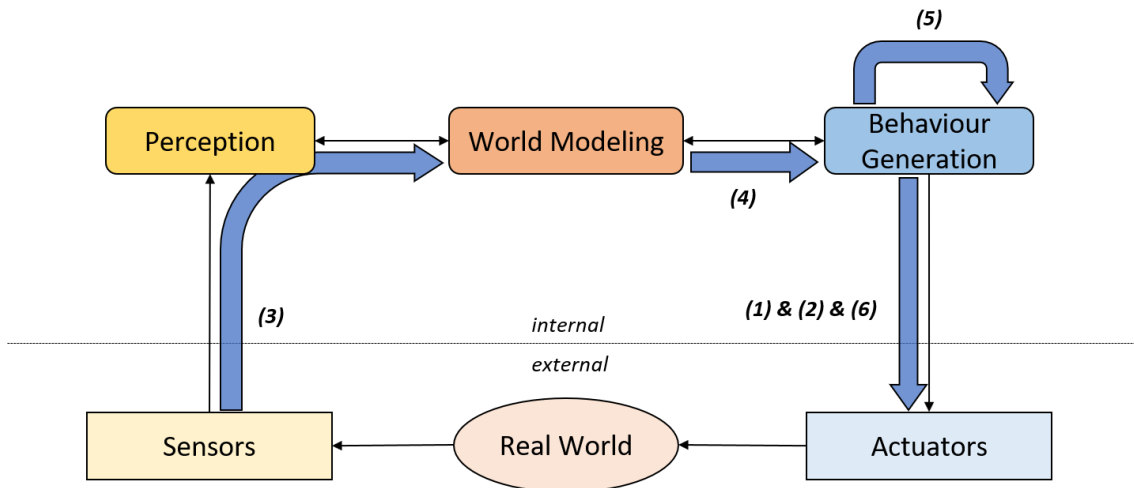 (5)
Perception
World Modeling
Behaviour
Generation
(4)
(3)
(1) & (2) & (6)
internal
external
Sensors
Real World
Actuators